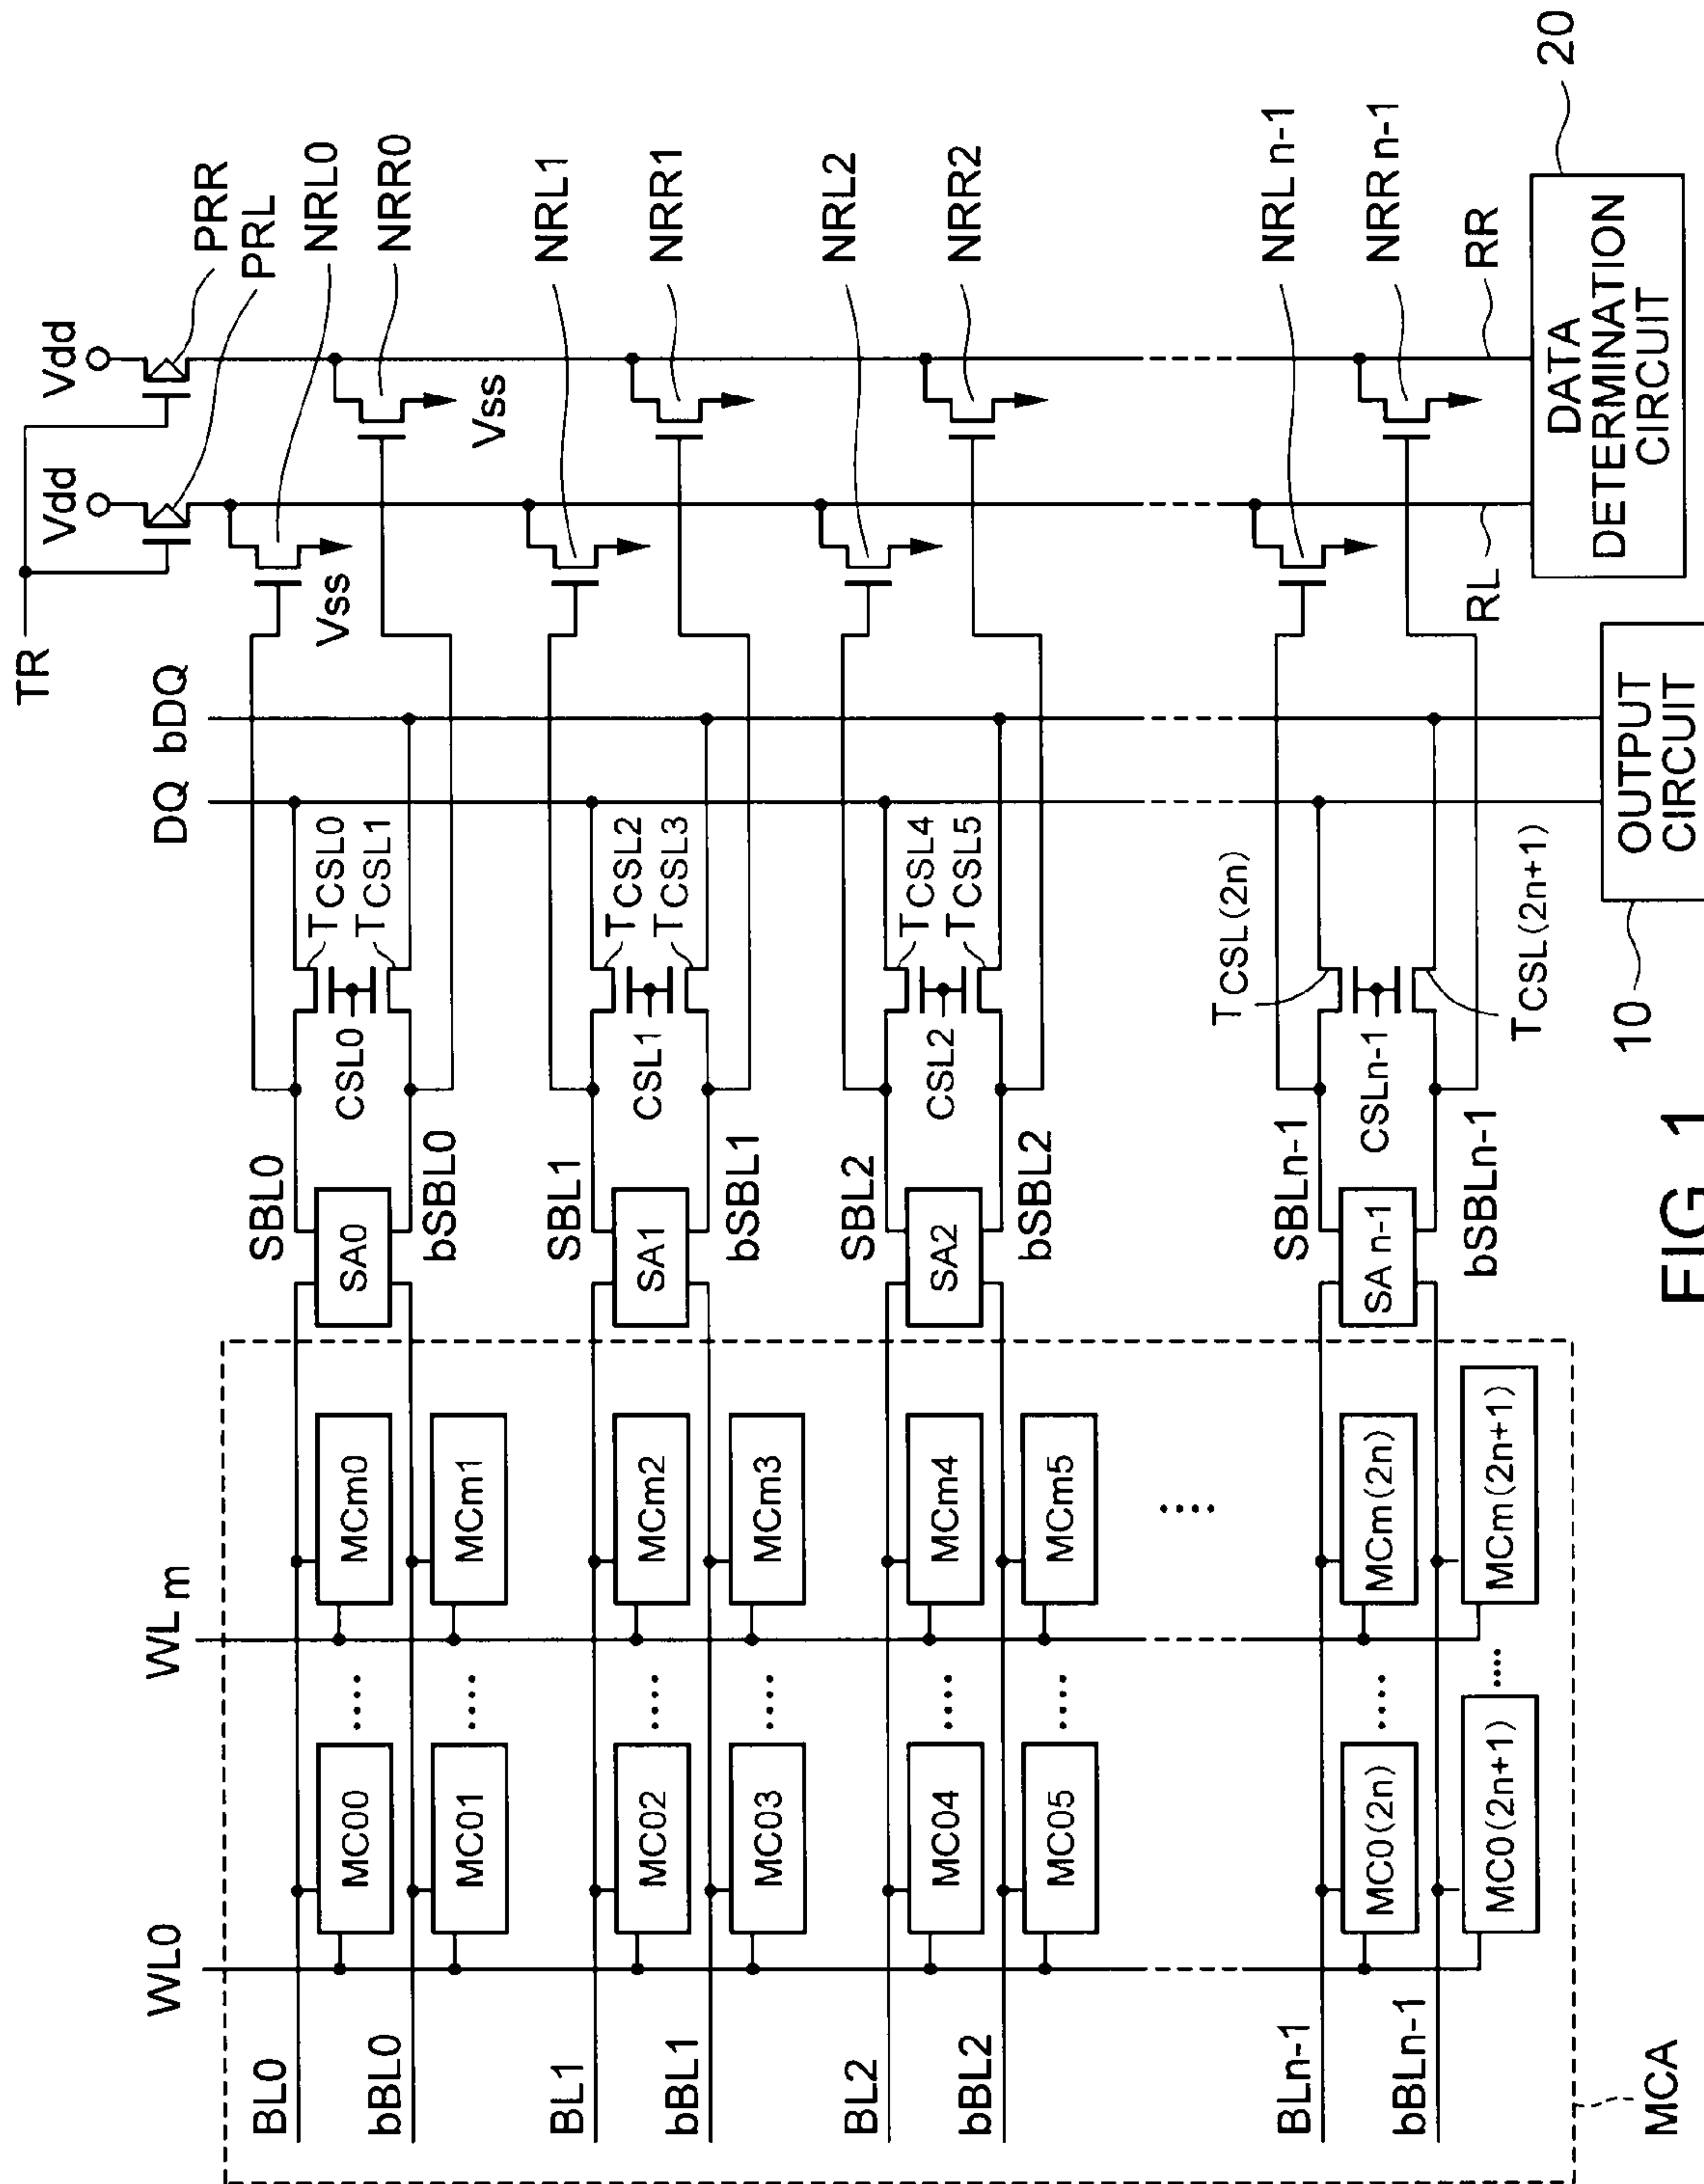 TR
Vdd
Vdd
PRR
PRL
NRL0
NRR0
Vss
Vss
NRL1
NRR1
NRL2
NRR2
NRLn-1
NRRn-1
RL
RR
DATA
DETERMINATION
CIRCUIT
20
DQ
bDQ
TCSL0
TCSL1
TCSL2
TCSL3
TCSL4
TCSL5
TCSL(2n)
TCSL(2n+1)
OUTPUT
CIRCUIT
10
CSL0
CSL1
CSL2
CSLn-1
SBL0
bSBL0
SBL1
bSBL1
SBL2
bSBL2
SBLn-1
bSBLn-1
SA0
SA1
SA2
SA n-1
WLm
MCm0
MCm1
MCm2
MCm3
MCm4
MCm5
MCm(2n)
MCm(2n+1)
WL0
MC00
MC01
MC02
MC03
MC04
MC05
MC0(2n)
MC0(2n+1)
BL0
bBL0
BL1
bBL1
BL2
bBL2
BLn-1
bBLn-1
MCA
FIG. 1